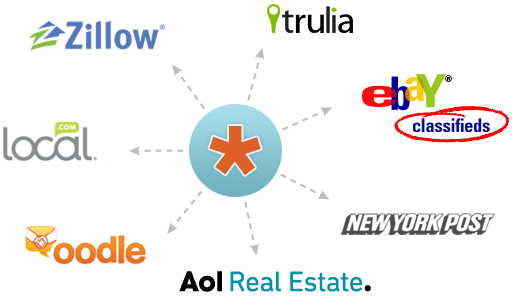 Zillow®
trulia
ebay®
classifieds
.COM
local.
NEW YORK POST
oodle
Aol Real Estate.